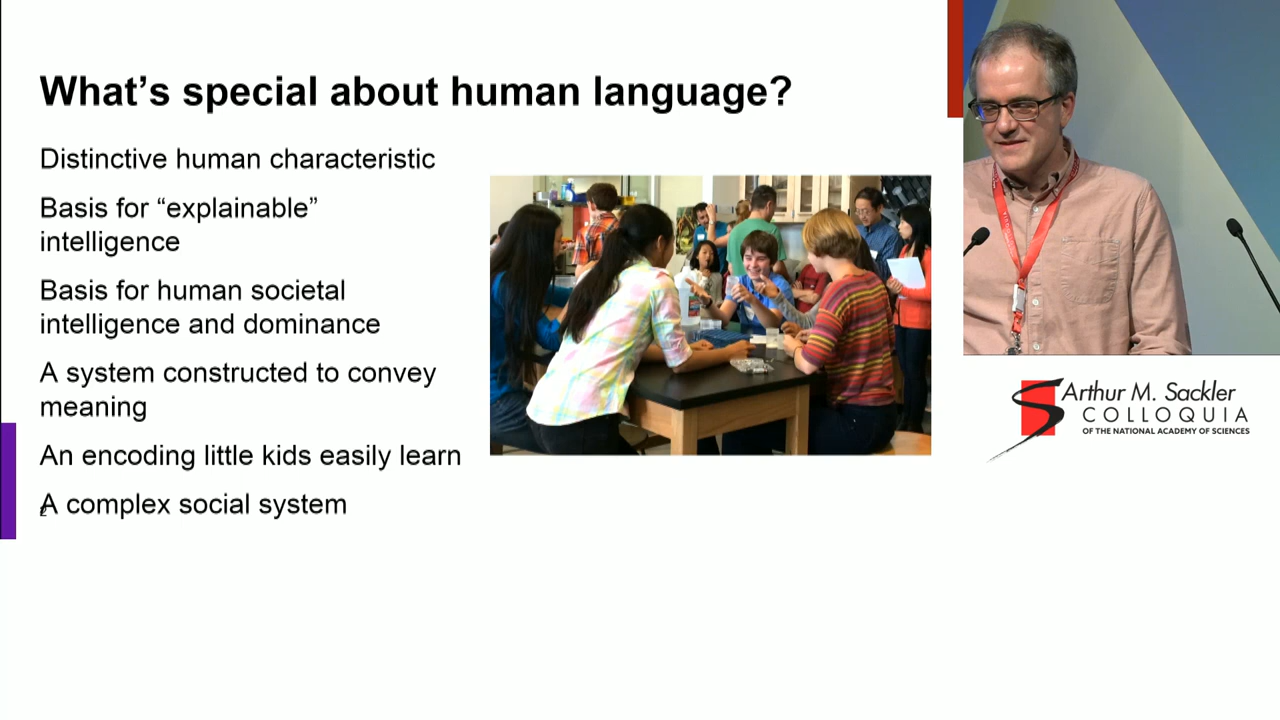 What's special about human language?
Distinctive human characteristic
Basis for “explainable”
intelligence
Basis for human societal
intelligence and dominance
A system constructed to convey
meaning
An encoding little kids easily learn
A complex social system
2
Arthur M. Sackler
COLLOQUIA
OF THE NATIONAL ACADEMY OF SCIENCES